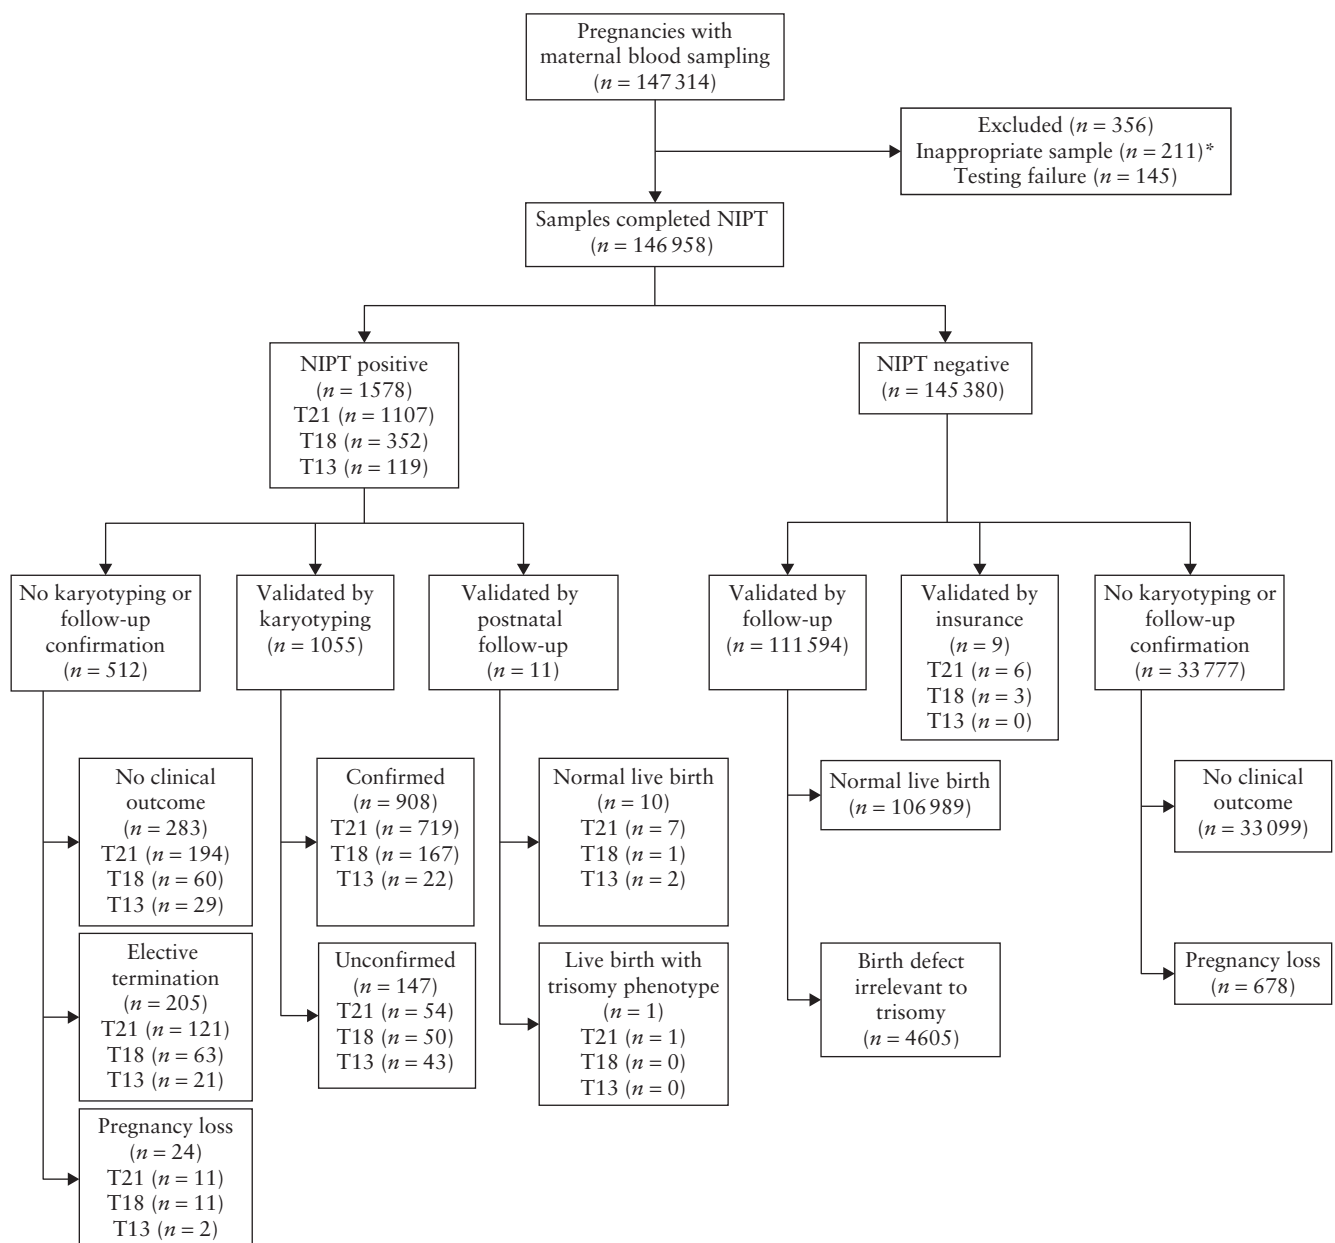 Pregnancies with
maternal blood sampling
(n = 147 314)
Excluded (n = 356)
Inappropriate sample (n = 211)*
Testing failure (n = 145)
Samples completed NIPT
(n = 146 958)
NIPT positive
(n = 1578)
T21 (n = 1107)
T18 (n = 352)
T13 (n = 119)
NIPT negative
(n = 145 380)
No karyotyping or
follow-up
confirmation
(n = 512)
Validated by
karyotyping
(n = 1055)
Validated by
postnatal
follow-up
(n = 11)
Validated by
follow-up
(n = 111 594)
Validated by
insurance
(n = 9)
T21 (n = 6)
T18 (n = 3)
T13 (n = 0)
No karyotyping or
follow-up
confirmation
(n = 33 777)
No clinical
outcome
(n = 283)
T21 (n = 194)
T18 (n = 60)
T13 (n = 29)
Confirmed
(n = 908)
T21 (n = 719)
T18 (n = 167)
T13 (n = 22)
Normal live birth
(n = 10)
T21 (n = 7)
T18 (n = 1)
T13 (n = 2)
Normal live birth
(n = 106 989)
No clinical
outcome
(n = 33 099)
Elective
termination
(n = 205)
T21 (n = 121)
T18 (n = 63)
T13 (n = 21)
Unconfirmed
(n = 147)
T21 (n = 54)
T18 (n = 50)
T13 (n = 43)
Live birth with
trisomy phenotype
(n = 1)
T21 (n = 1)
T18 (n = 0)
T13 (n = 0)
Birth defect
irrelevant to
trisomy
(n = 4605)
Pregnancy loss
(n = 678)
Pregnancy loss
(n = 24)
T21 (n = 11)
T18 (n = 11)
T13 (n = 2)